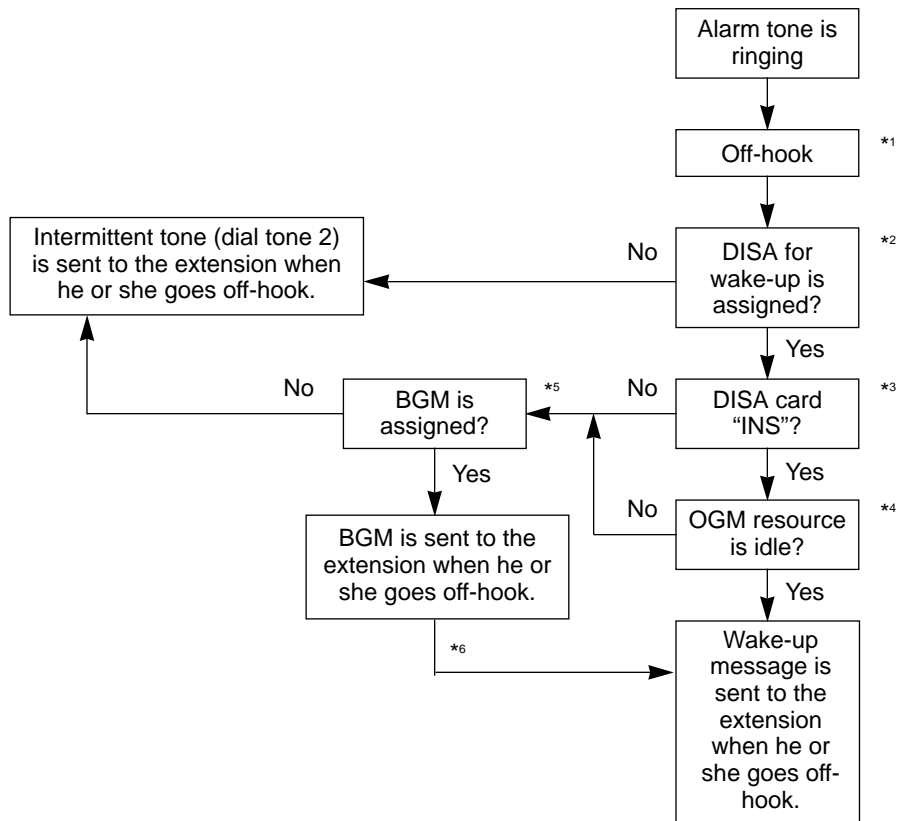 Alarm tone is
ringing
Off-hook
*1
Intermittent tone (dial tone 2)
is sent to the extension when
he or she goes off-hook.
No
DISA for
wake-up is
assigned?
*2
Yes
No
BGM is
assigned?
*5
No
DISA card
“INS”?
*3
Yes
Yes
BGM is sent to the
extension when he or
she goes off-hook.
No
OGM resource
is idle?
*4
Yes
*6
Wake-up
message is
sent to the
extension
when he or
she goes off-
hook.